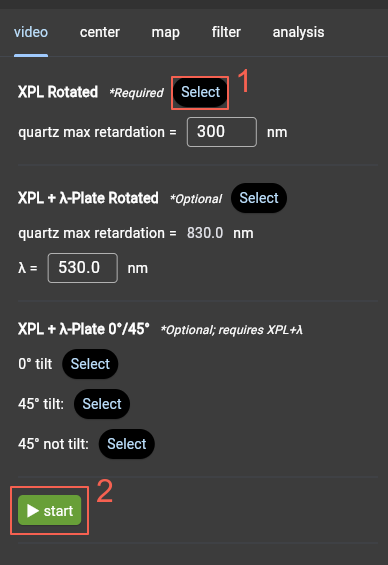 video center map filter analysis
XPL Rotated *Required Select 1
quartz max retardation = 300 nm
XPL + λ-Plate Rotated *Optional Select
quartz max retardation = 830.0 nm
λ = 530.0 nm
XPL + λ-Plate 0°/45° *Optional; requires XPL+λ
0° tilt Select
45° tilt: Select
45° not tilt: Select
start 2